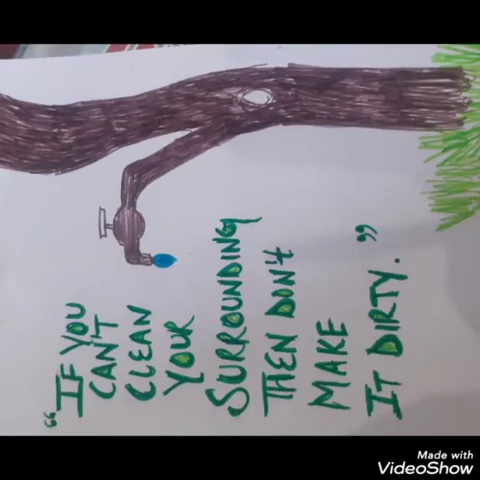 "IF YOU
CAN'T
CLEAN
YOUR
SURROUNDING
THEN DON'T
MAKE
IT DIRTY."
Made with
VideoShow